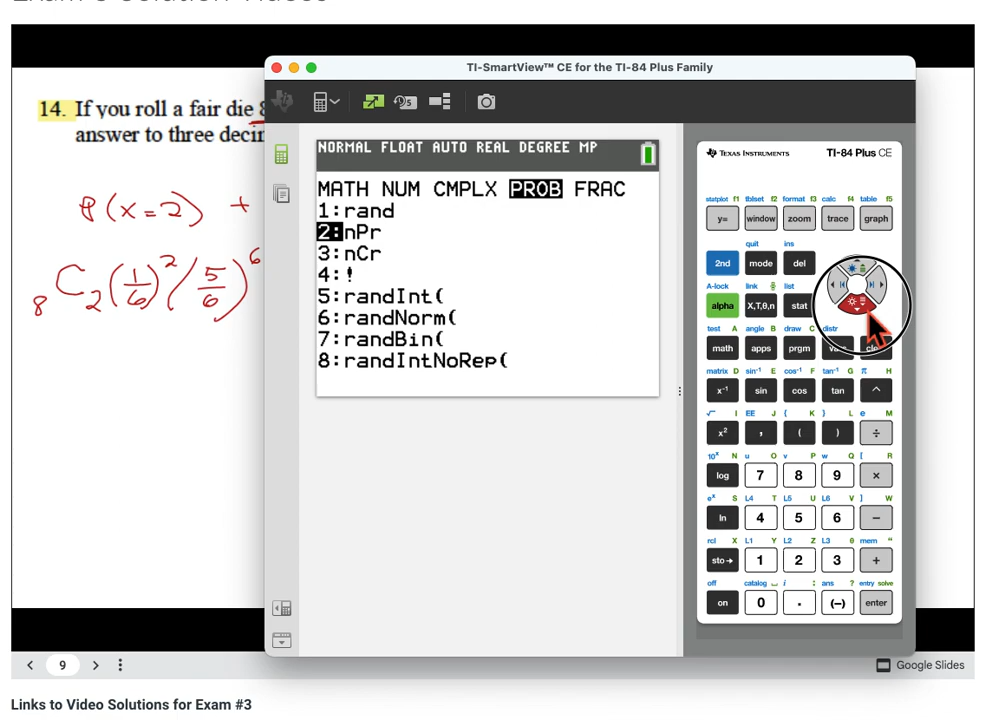 TI-SmartView™ CE for the TI-84 Plus Family
14. If you roll a fair die
answer to three decim
P(x=2) +
8C2(1/6)^2(5/6)^6
NORMAL FLOAT AUTO REAL DEGREE MP
MATH NUM CMPLX PROB FRAC
1:rand
2:nPr
3:nCr
4:!
5:randInt(
6:randNorm(
7:randBin(
8:randIntNoRep(
TEXAS INSTRUMENTS TI-84 Plus CE
statplot f1 tblset f2 format f3 calc f4 table f5
y= window zoom trace graph
quit ins
2nd mode del
A-lock link list
alpha X,T,θ,n stat
test A angle B draw C distr
math apps prgm vars clear
matrix D sin⁻¹ E cos⁻¹ F tan⁻¹ G π H
x⁻¹ sin cos tan ^
√ I EE J { K } L e M
x² , ( ) ÷
10ˣ N u O v P w Q [ R
log 7 8 9 ×
eˣ S L4 T L5 U L6 V ] W
ln 4 5 6 −
rcl X L1 Y L2 Z L3 θ mem "
sto→ 1 2 3 +
off catalog i : ans ? entry solve
on 0 . (−) enter
9
Google Slides
Links to Video Solutions for Exam #3